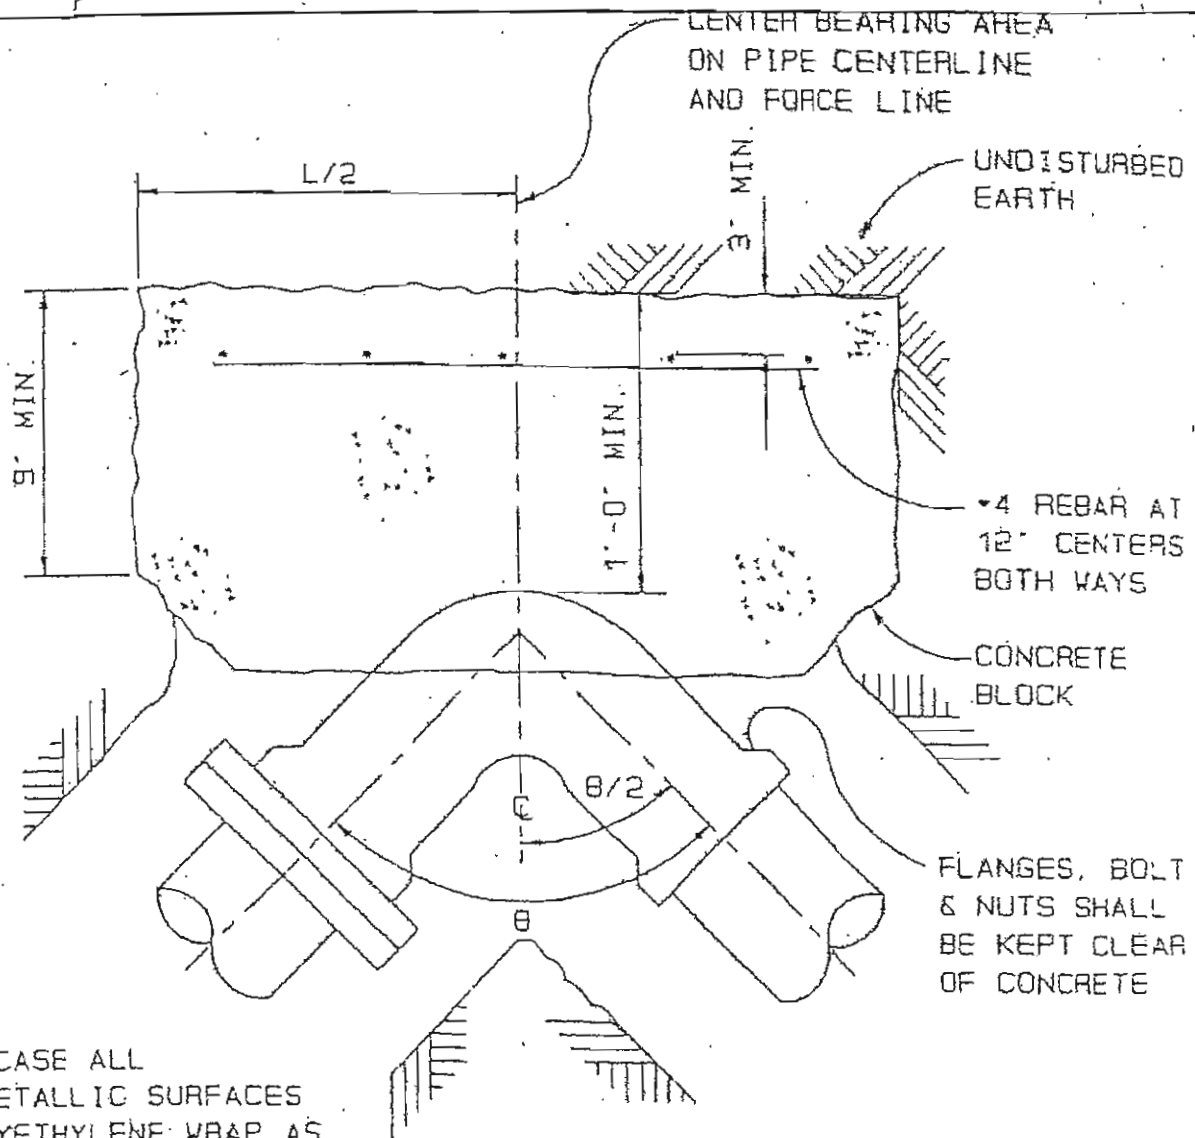 CENTER BEARING AREA
ON PIPE CENTERLINE
AND FORCE LINE
L/2
3" MIN.
UNDISTURBED
EARTH
9" MIN
1'-0" MIN.
#4 REBAR AT
12" CENTERS
BOTH WAYS
CONCRETE
BLOCK
θ/2
℄
θ
FLANGES, BOLT
& NUTS SHALL
BE KEPT CLEAR
OF CONCRETE
CASE ALL
ETALLIC SURFACES
YETHYLENE WRAP AS